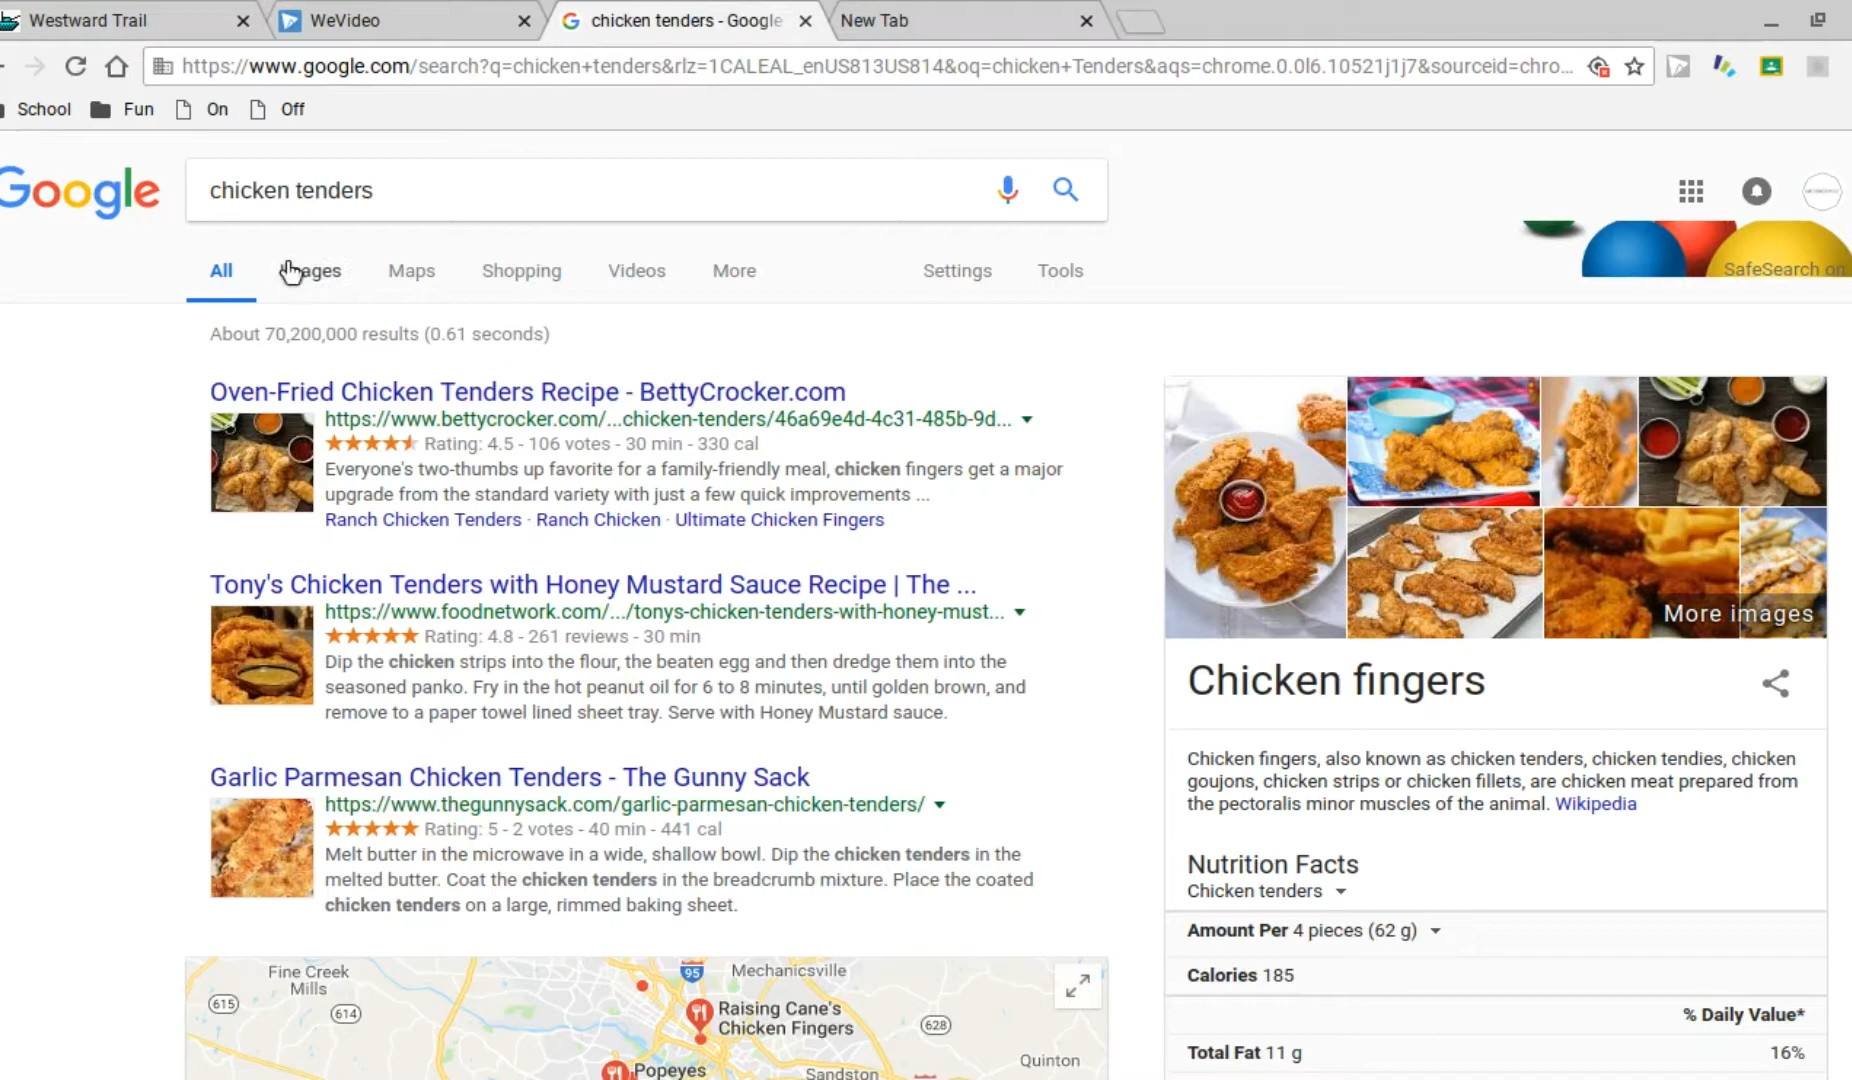 Westward Trail
WeVideo
chicken tenders - Google
New Tab
https://www.google.com/search?q=chicken+tenders&rlz=1CALEAL_enUS813US814&oq=chicken+Tenders&aqs=chrome.0.0l6.10521j1j7&sourceid=chro...
School Fun On Off
Google
chicken tenders
All ages Maps Shopping Videos More Settings Tools
SafeSearch on
About 70,200,000 results (0.61 seconds)
Oven-Fried Chicken Tenders Recipe - BettyCrocker.com
https://www.bettycrocker.com/...chicken-tenders/46a69e4d-4c31-485b-9d...
Rating: 4.5 - 106 votes - 30 min - 330 cal
Everyone's two-thumbs up favorite for a family-friendly meal, chicken fingers get a major
upgrade from the standard variety with just a few quick improvements ...
Ranch Chicken Tenders · Ranch Chicken · Ultimate Chicken Fingers
Tony's Chicken Tenders with Honey Mustard Sauce Recipe | The ...
https://www.foodnetwork.com/.../tonys-chicken-tenders-with-honey-must...
Rating: 4.8 - 261 reviews - 30 min
Dip the chicken strips into the flour, the beaten egg and then dredge them into the
seasoned panko. Fry in the hot peanut oil for 6 to 8 minutes, until golden brown, and
remove to a paper towel lined sheet tray. Serve with Honey Mustard sauce.
Garlic Parmesan Chicken Tenders - The Gunny Sack
https://www.thegunnysack.com/garlic-parmesan-chicken-tenders/
Rating: 5 - 2 votes - 40 min - 441 cal
Melt butter in the microwave in a wide, shallow bowl. Dip the chicken tenders in the
melted butter. Coat the chicken tenders in the breadcrumb mixture. Place the coated
chicken tenders on a large, rimmed baking sheet.
Fine Creek
Mills
615
614
95
Mechanicsville
Raising Cane's
Chicken Fingers
628
Quinton
Popeyes
Sandston
More images
Chicken fingers
Chicken fingers, also known as chicken tenders, chicken tendies, chicken
goujons, chicken strips or chicken fillets, are chicken meat prepared from
the pectoralis minor muscles of the animal. Wikipedia
Nutrition Facts
Chicken tenders
Amount Per 4 pieces (62 g)
Calories 185
% Daily Value*
Total Fat 11 g 16%